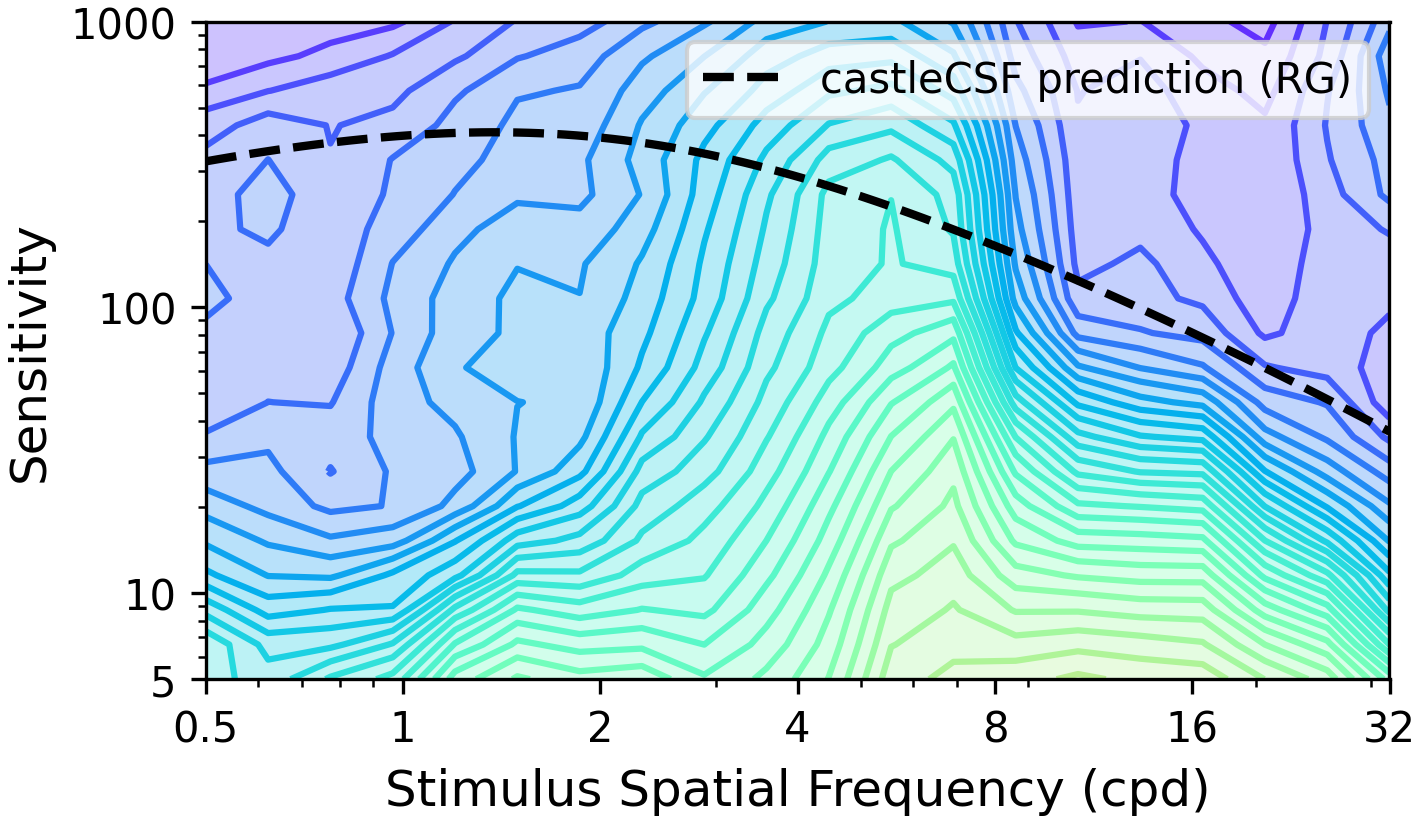 1000
100
10
5
Sensitivity
castleCSF prediction (RG)
0.5 1 2 4 8 16 32
Stimulus Spatial Frequency (cpd)